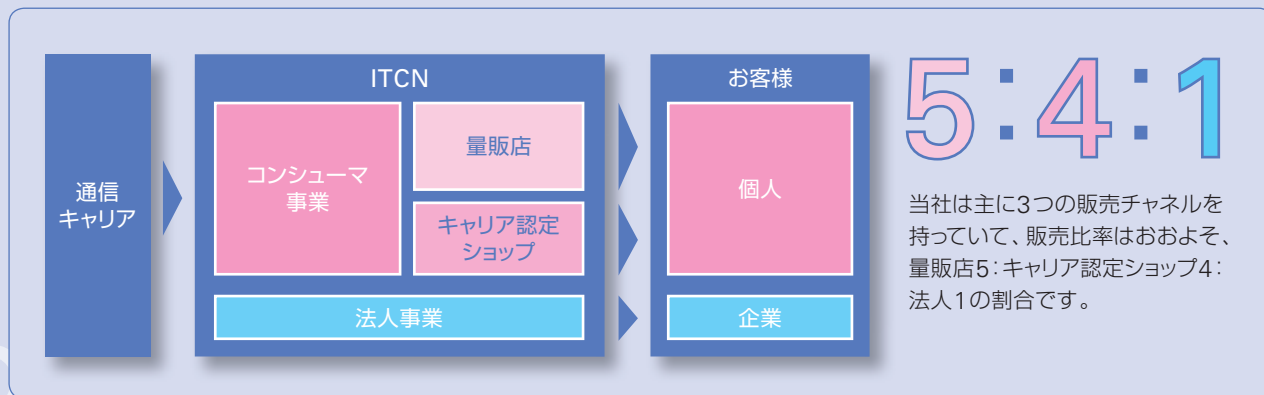 通信
キャリア
ITCN
コンシューマ
事業
量販店
キャリア認定
ショップ
法人事業
お客様
個人
企業
5:4:1
当社は主に3つの販売チャネルを
持っていて、販売比率はおおよそ、
量販店5：キャリア認定ショップ4：
法人1の割合です。